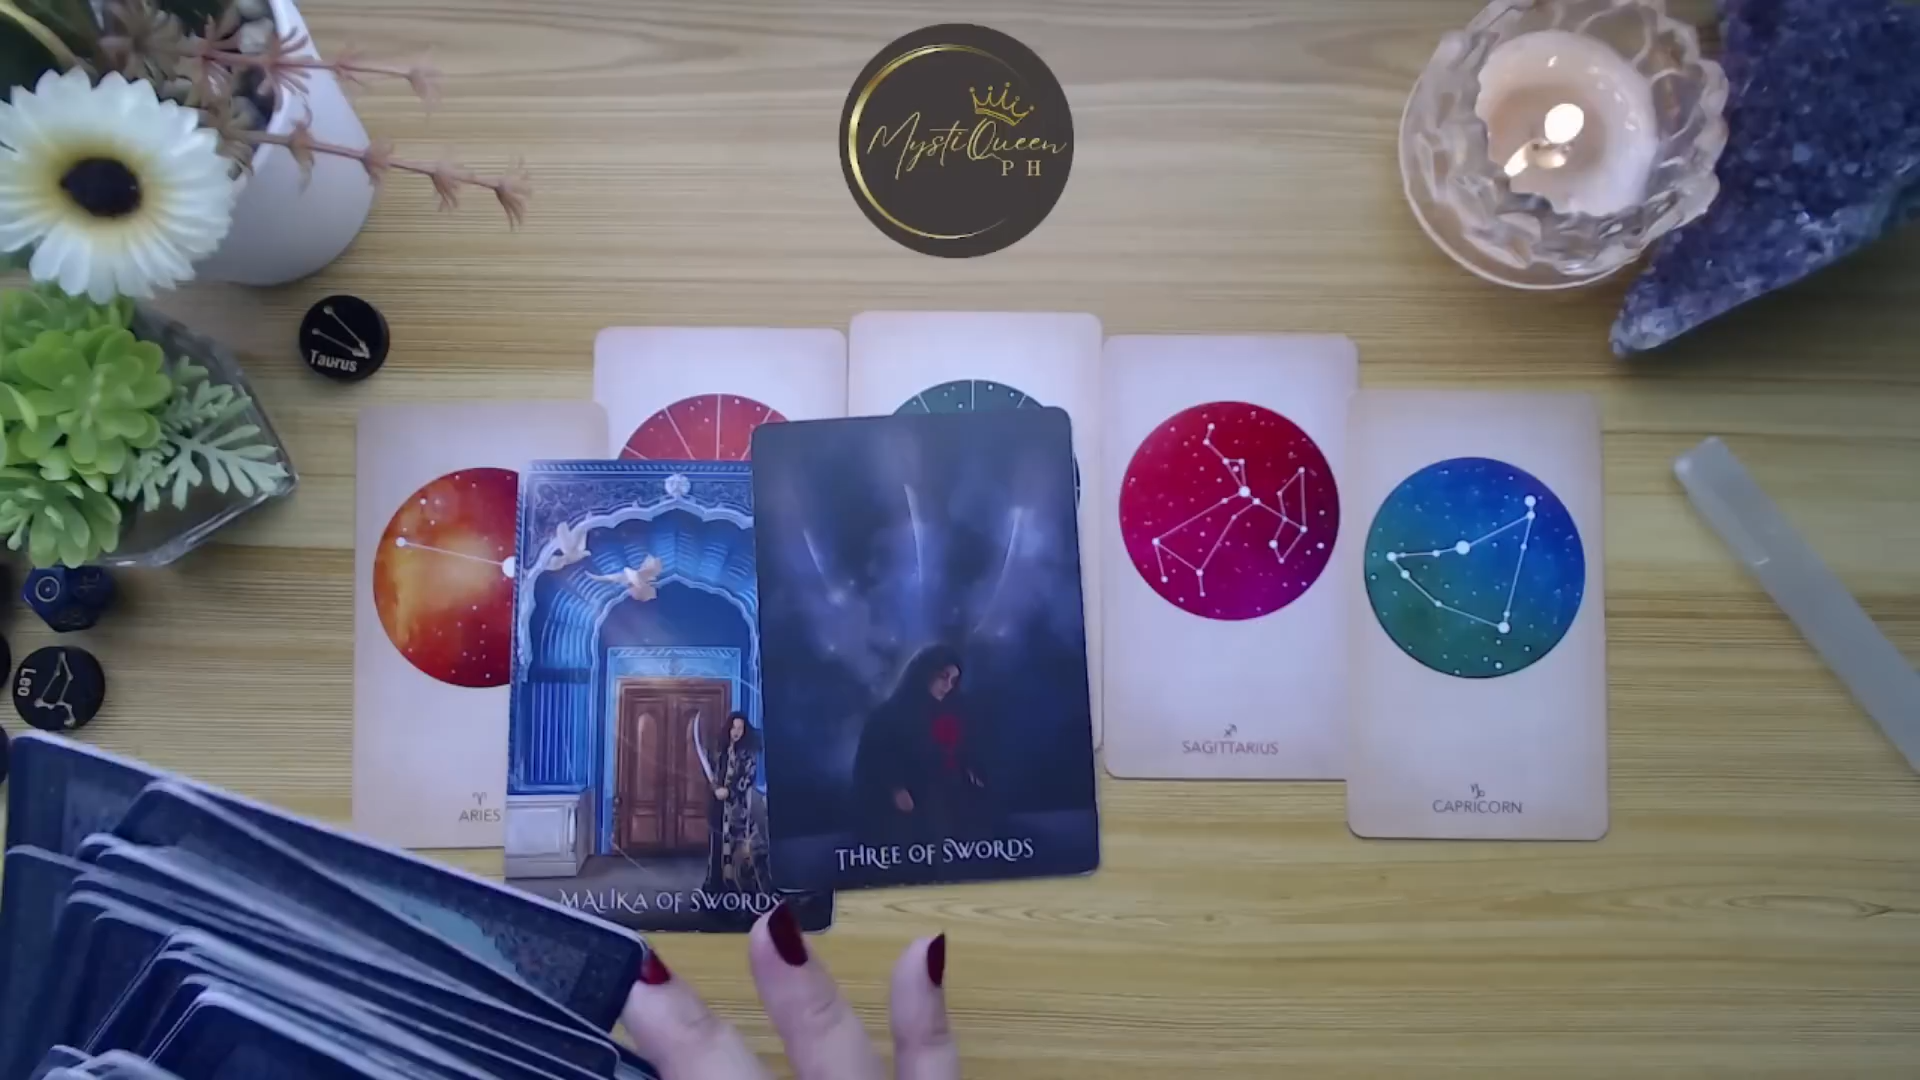 MystiQueen
PH
Taurus
Leo
♈
ARIES
MALIKA OF SWORDS
THREE OF SWORDS
♐
SAGITTARIUS
♑
CAPRICORN